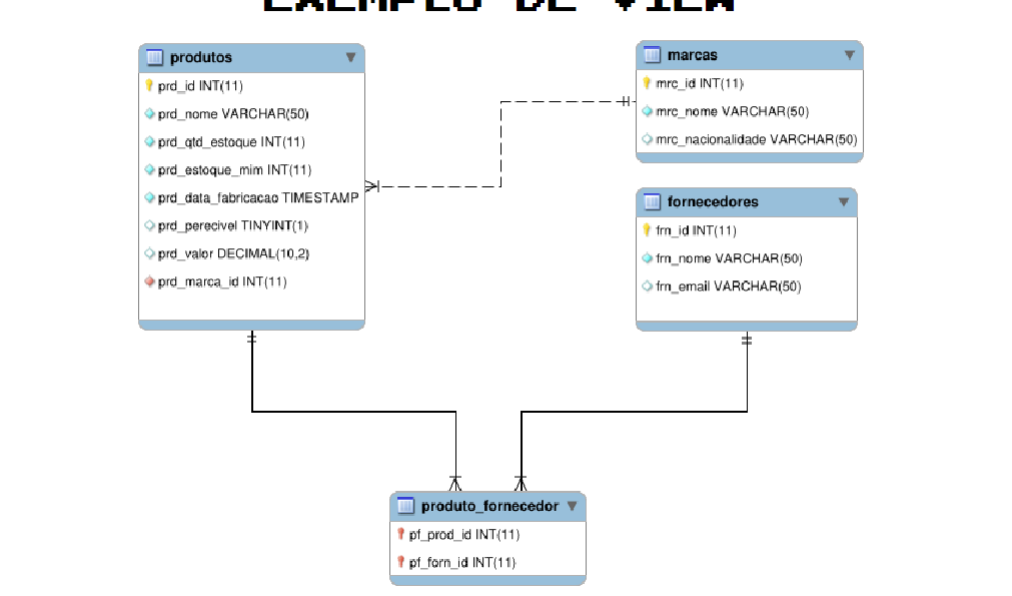 EXEMPLO DE VIEW
produtos
prd_id INT(11)
prd_nome VARCHAR(50)
prd_qtd_estoque INT(11)
prd_estoque_mim INT(11)
prd_data_fabricacao TIMESTAMP
prd_perecivel TINYINT(1)
prd_valor DECIMAL(10,2)
prd_marca_id INT(11)
marcas
mrc_id INT(11)
mrc_nome VARCHAR(50)
mrc_nacionalidade VARCHAR(50)
fornecedores
frn_id INT(11)
frn_nome VARCHAR(50)
frn_email VARCHAR(50)
produto_fornecedor
pf_prod_id INT(11)
pf_forn_id INT(11)